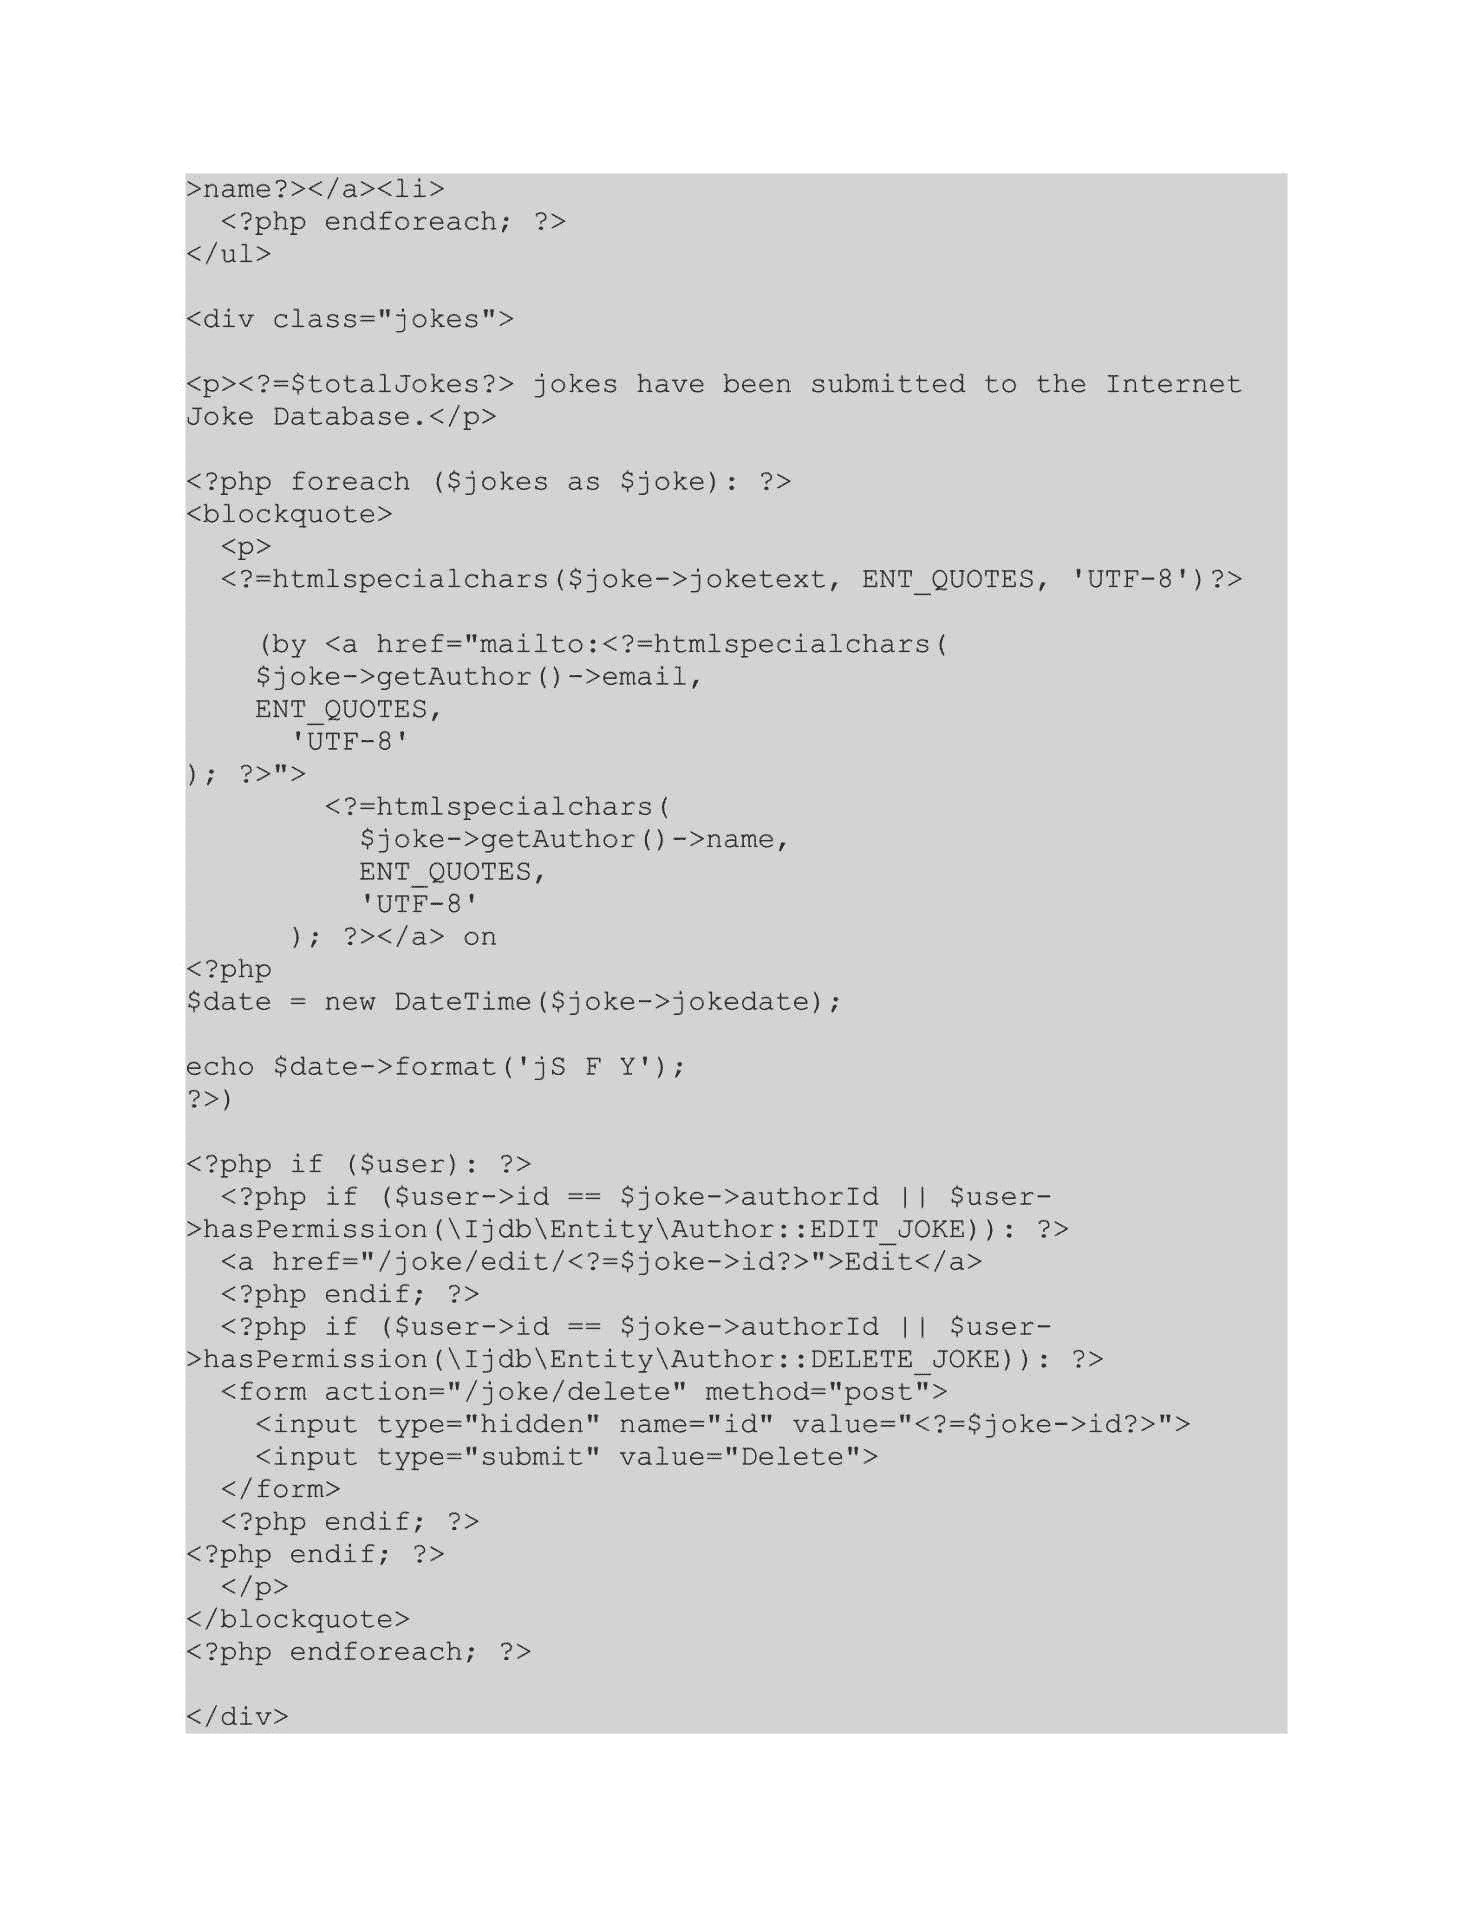 >name?></a><li>
  <?php endforeach; ?>
</ul>

<div class="jokes">

<p><?=$totalJokes?> jokes have been submitted to the Internet
Joke Database.</p>

<?php foreach ($jokes as $joke): ?>
<blockquote>
  <p>
  <?=htmlspecialchars($joke->joketext, ENT_QUOTES, 'UTF-8')?>

    (by <a href="mailto:<?=htmlspecialchars(
    $joke->getAuthor()->email,
    ENT_QUOTES,
      'UTF-8'
); ?>">
        <?=htmlspecialchars(
          $joke->getAuthor()->name,
          ENT_QUOTES,
          'UTF-8'
      ); ?></a> on
<?php
$date = new DateTime($joke->jokedate);

echo $date->format('jS F Y');
?>)

<?php if ($user): ?>
  <?php if ($user->id == $joke->authorId || $user-
>hasPermission(\Ijdb\Entity\Author::EDIT_JOKE)): ?>
  <a href="/joke/edit/<?=$joke->id?>">Edit</a>
  <?php endif; ?>
  <?php if ($user->id == $joke->authorId || $user-
>hasPermission(\Ijdb\Entity\Author::DELETE_JOKE)): ?>
  <form action="/joke/delete" method="post">
    <input type="hidden" name="id" value="<?=$joke->id?>">
    <input type="submit" value="Delete">
  </form>
  <?php endif; ?>
<?php endif; ?>
  </p>
</blockquote>
<?php endforeach; ?>

</div>